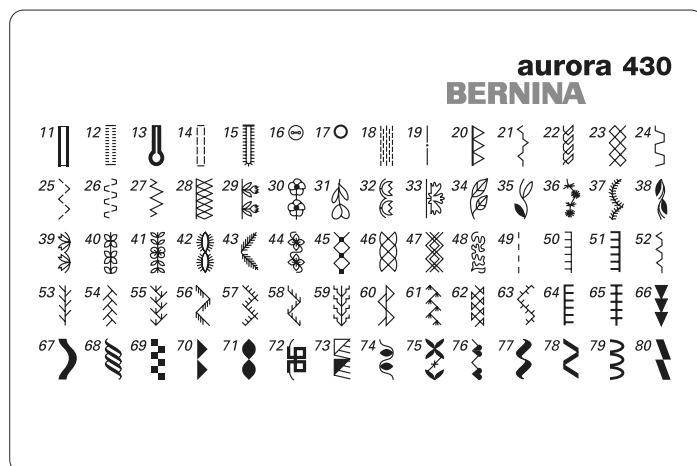 aurora 430
BERNINA
11 12 13 14 15 16 17 18 19 20 21 22 23 24
25 26 27 28 29 30 31 32 33 34 35 36 37 38
39 40 41 42 43 44 45 46 47 48 49 50 51 52
53 54 55 56 57 58 59 60 61 62 63 64 65 66
67 68 69 70 71 72 73 74 75 76 77 78 79 80